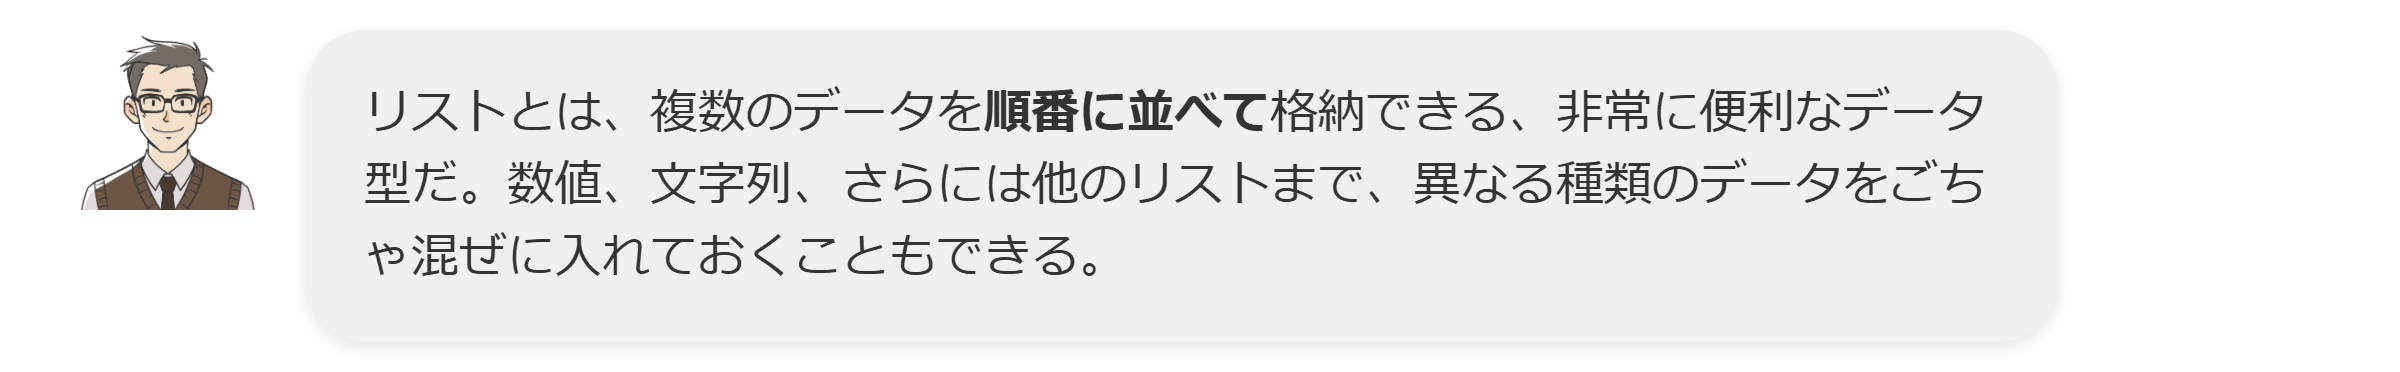 リストとは、複数のデータを順番に並べて格納できる、非常に便利なデータ
型だ。数値、文字列、さらには他のリストまで、異なる種類のデータをごち
ゃ混ぜに入れておくこともできる。